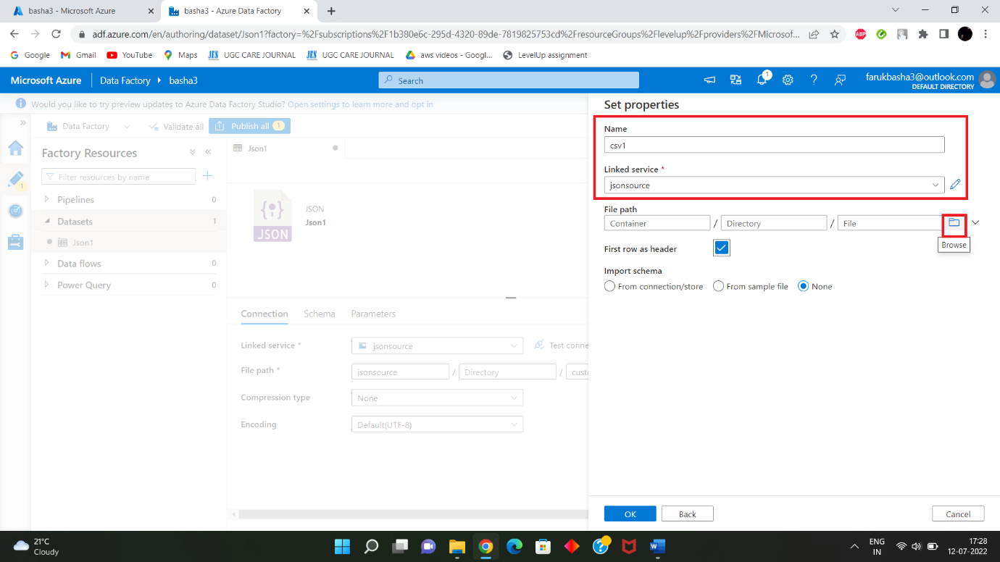 basha3 - Microsoft Azure
basha3 - Azure Data Factory
adf.azure.com/en/authoring/dataset/Json1?factory=%2Fsubscriptions%2F1b380e6c-295d-4320-89de-7819825753cd%2FresourceGroups%2Flevelup%2Fproviders%2FMicrosof...
ABP
Google Gmail YouTube Maps JES UGC CARE JOURNAL JES UGC CARE JOURNAL aws videos - Googl... LevelUp assignment
Microsoft Azure Data Factory basha3
Search
1
farukbasha3@outlook.com
DEFAULT DIRECTORY
Would you like to try preview updates to Azure Data Factory Studio? Open settings to learn more and opt in
Data Factory Validate all Publish all 1
Factory Resources
Filter resources by name
1
Pipelines 0
Datasets 1
Json1
Data flows 0
Power Query 0
Json1
JSON
JSON
Json1
Connection Schema Parameters
Linked service * jsonsource Test conne
File path * jsonsource / Directory / custo
Compression type None
Encoding Default(UTF-8)
Set properties
Name
csv1
Linked service *
jsonsource
File path
Container / Directory / File
Browse
First row as header
Import schema
From connection/store From sample file None
OK Back Cancel
21°C
Cloudy
ENG
IN
17:28
12-07-2022